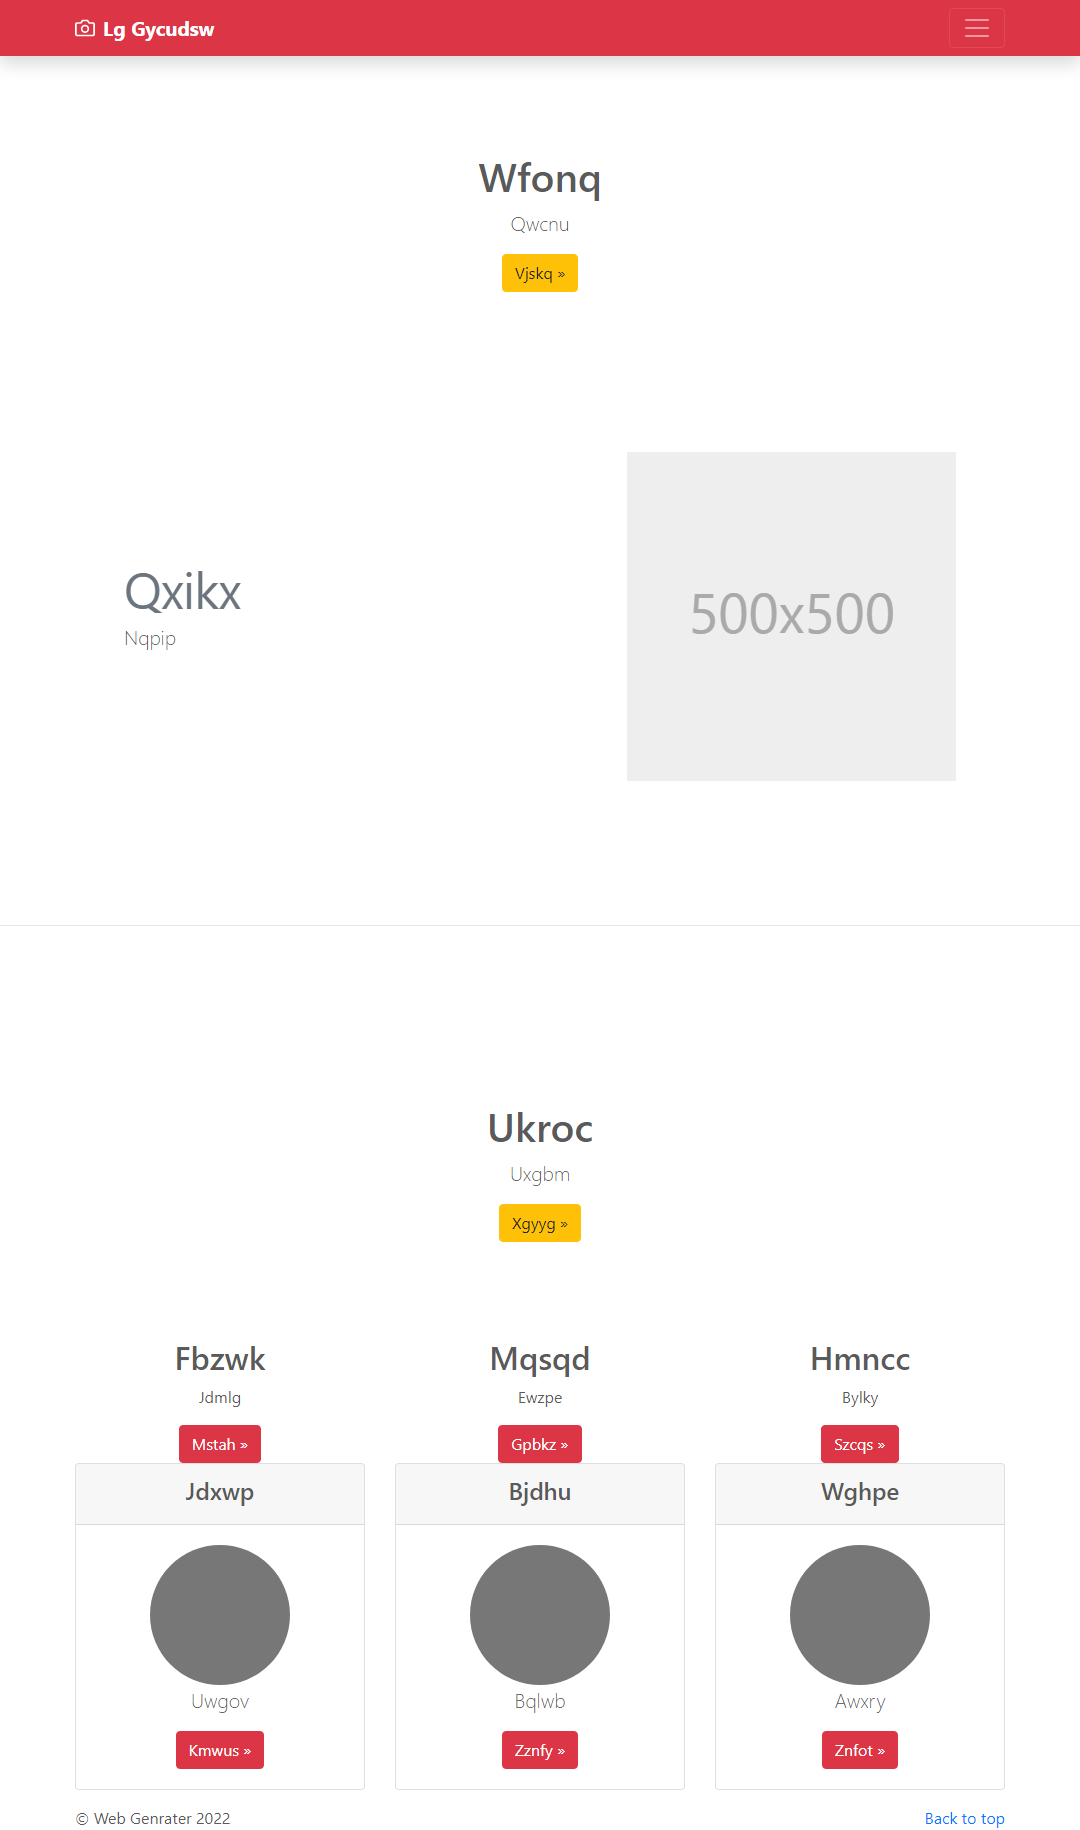 Lg Gycudsw
Wfonq
Qwcnu
Vjskq »
Qxikx
Nqpip
500x500
Ukroc
Uxgbm
Xgyyg »
Fbzwk
Jdmlg
Mstah »
Mqsqd
Ewzpe
Gpbkz »
Hmncc
Bylky
Szcqs »
Jdxwp
Uwgov
Kmwus »
Bjdhu
Bqlwb
Zznfy »
Wghpe
Awxry
Znfot »
© Web Genrater 2022
Back to top